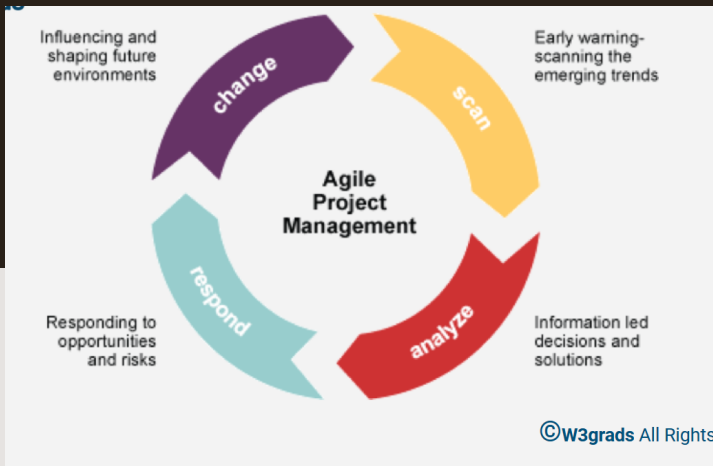 Influencing and
shaping future
environments
change
scan
Early warning-
scanning the
emerging trends
Agile
Project
Management
respond
analyze
Responding to
opportunities
and risks
Information led
decisions and
solutions
©W3grads All Rights